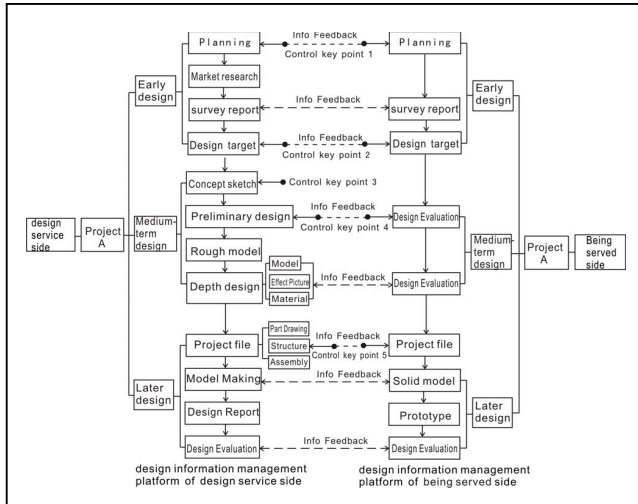 Planning
Info Feedback
Control key point 1
Planning
Market research
Early
design
Early
design
survey report
Info Feedback
survey report
Design target
Info Feedback
Control key point 2
Design target
Concept sketch
Control key point 3
Preliminary design
Info Feedback
Control key point 4
Design Evaluation
design
service
side
Project
A
Medium-
term
design
Rough model
Medium-
term
design
Project
A
Being
served
side
Depth design
Model
Effect Picture
Material
Info Feedback
Design Evaluation
Project file
Part Drawing
Structure
Assembly
Info Feedback
Control key point 5
Project file
Model Making
Info Feedback
Solid model
Later
design
Later
design
Design Report
Prototype
Design Evaluation
Info Feedback
Design Evaluation
design information management
platform of design service side
design information management
platform of being served side